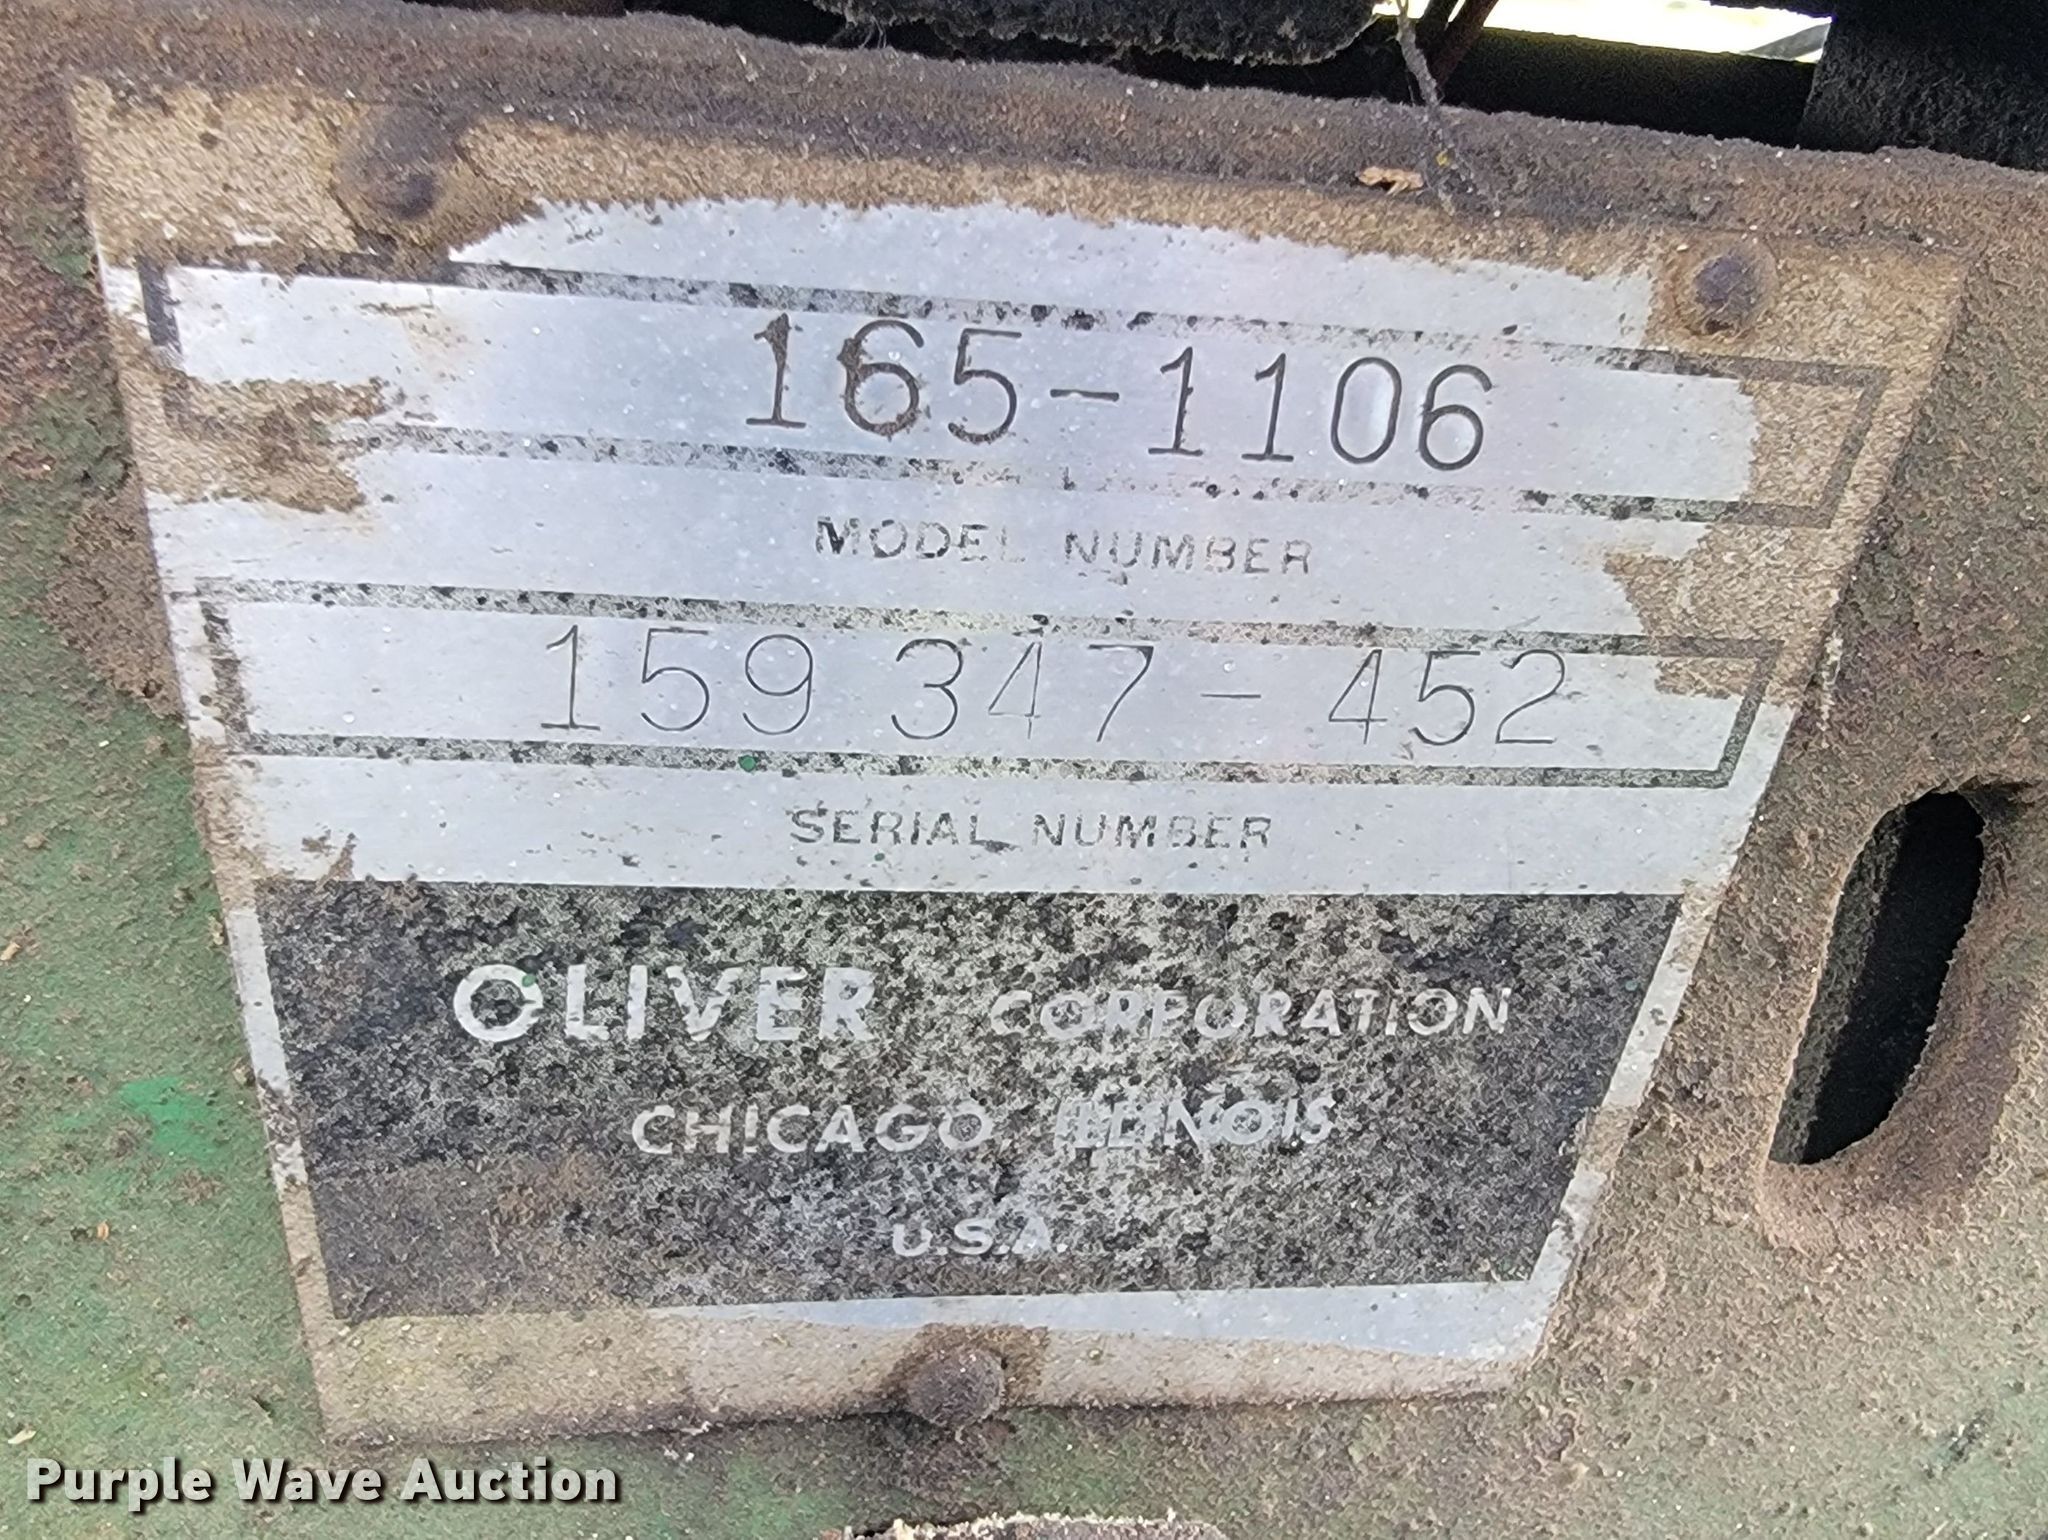 165-1106
MODEL NUMBER
159 347-452
SERIAL NUMBER
OLIVER CORPORATION
CHICAGO, ILLINOIS
U.S.A.
Purple Wave Auction